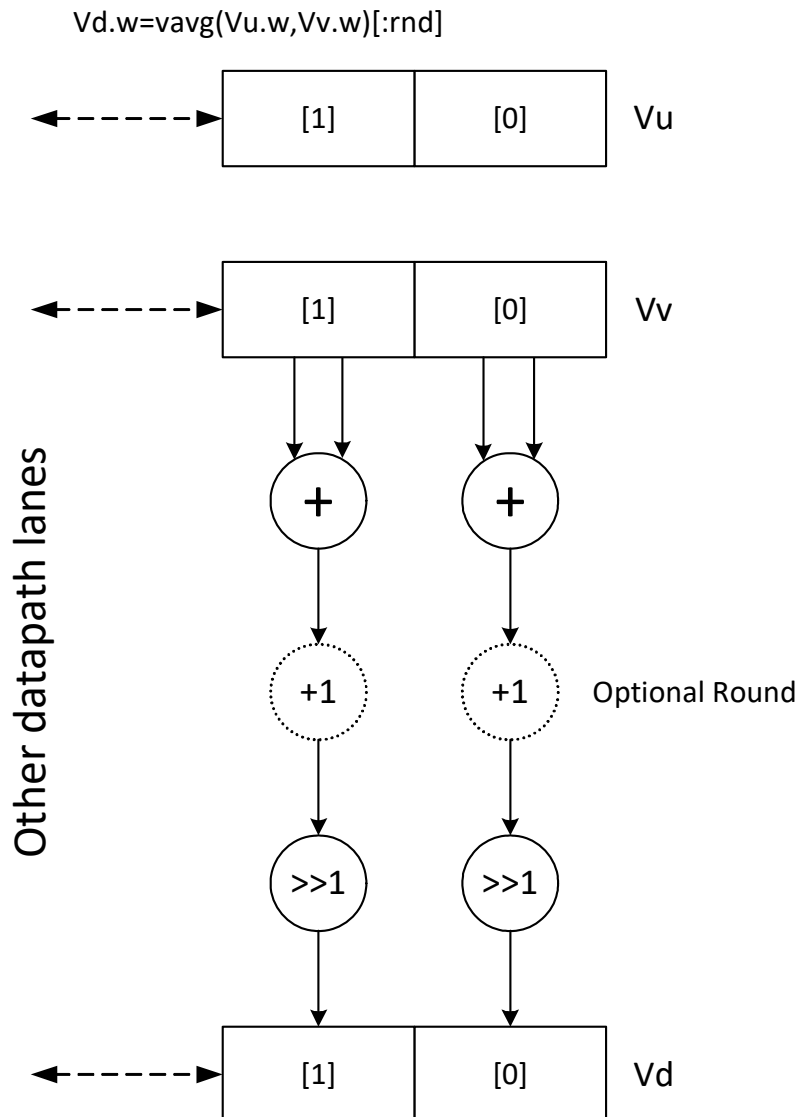 Vd.w=vavg(Vu.w,Vv.w)[:rnd]
[1] [0] Vu
[1] [0] Vv
Other datapath lanes
+ +
+1 +1 Optional Round
>>1 >>1
[1] [0] Vd